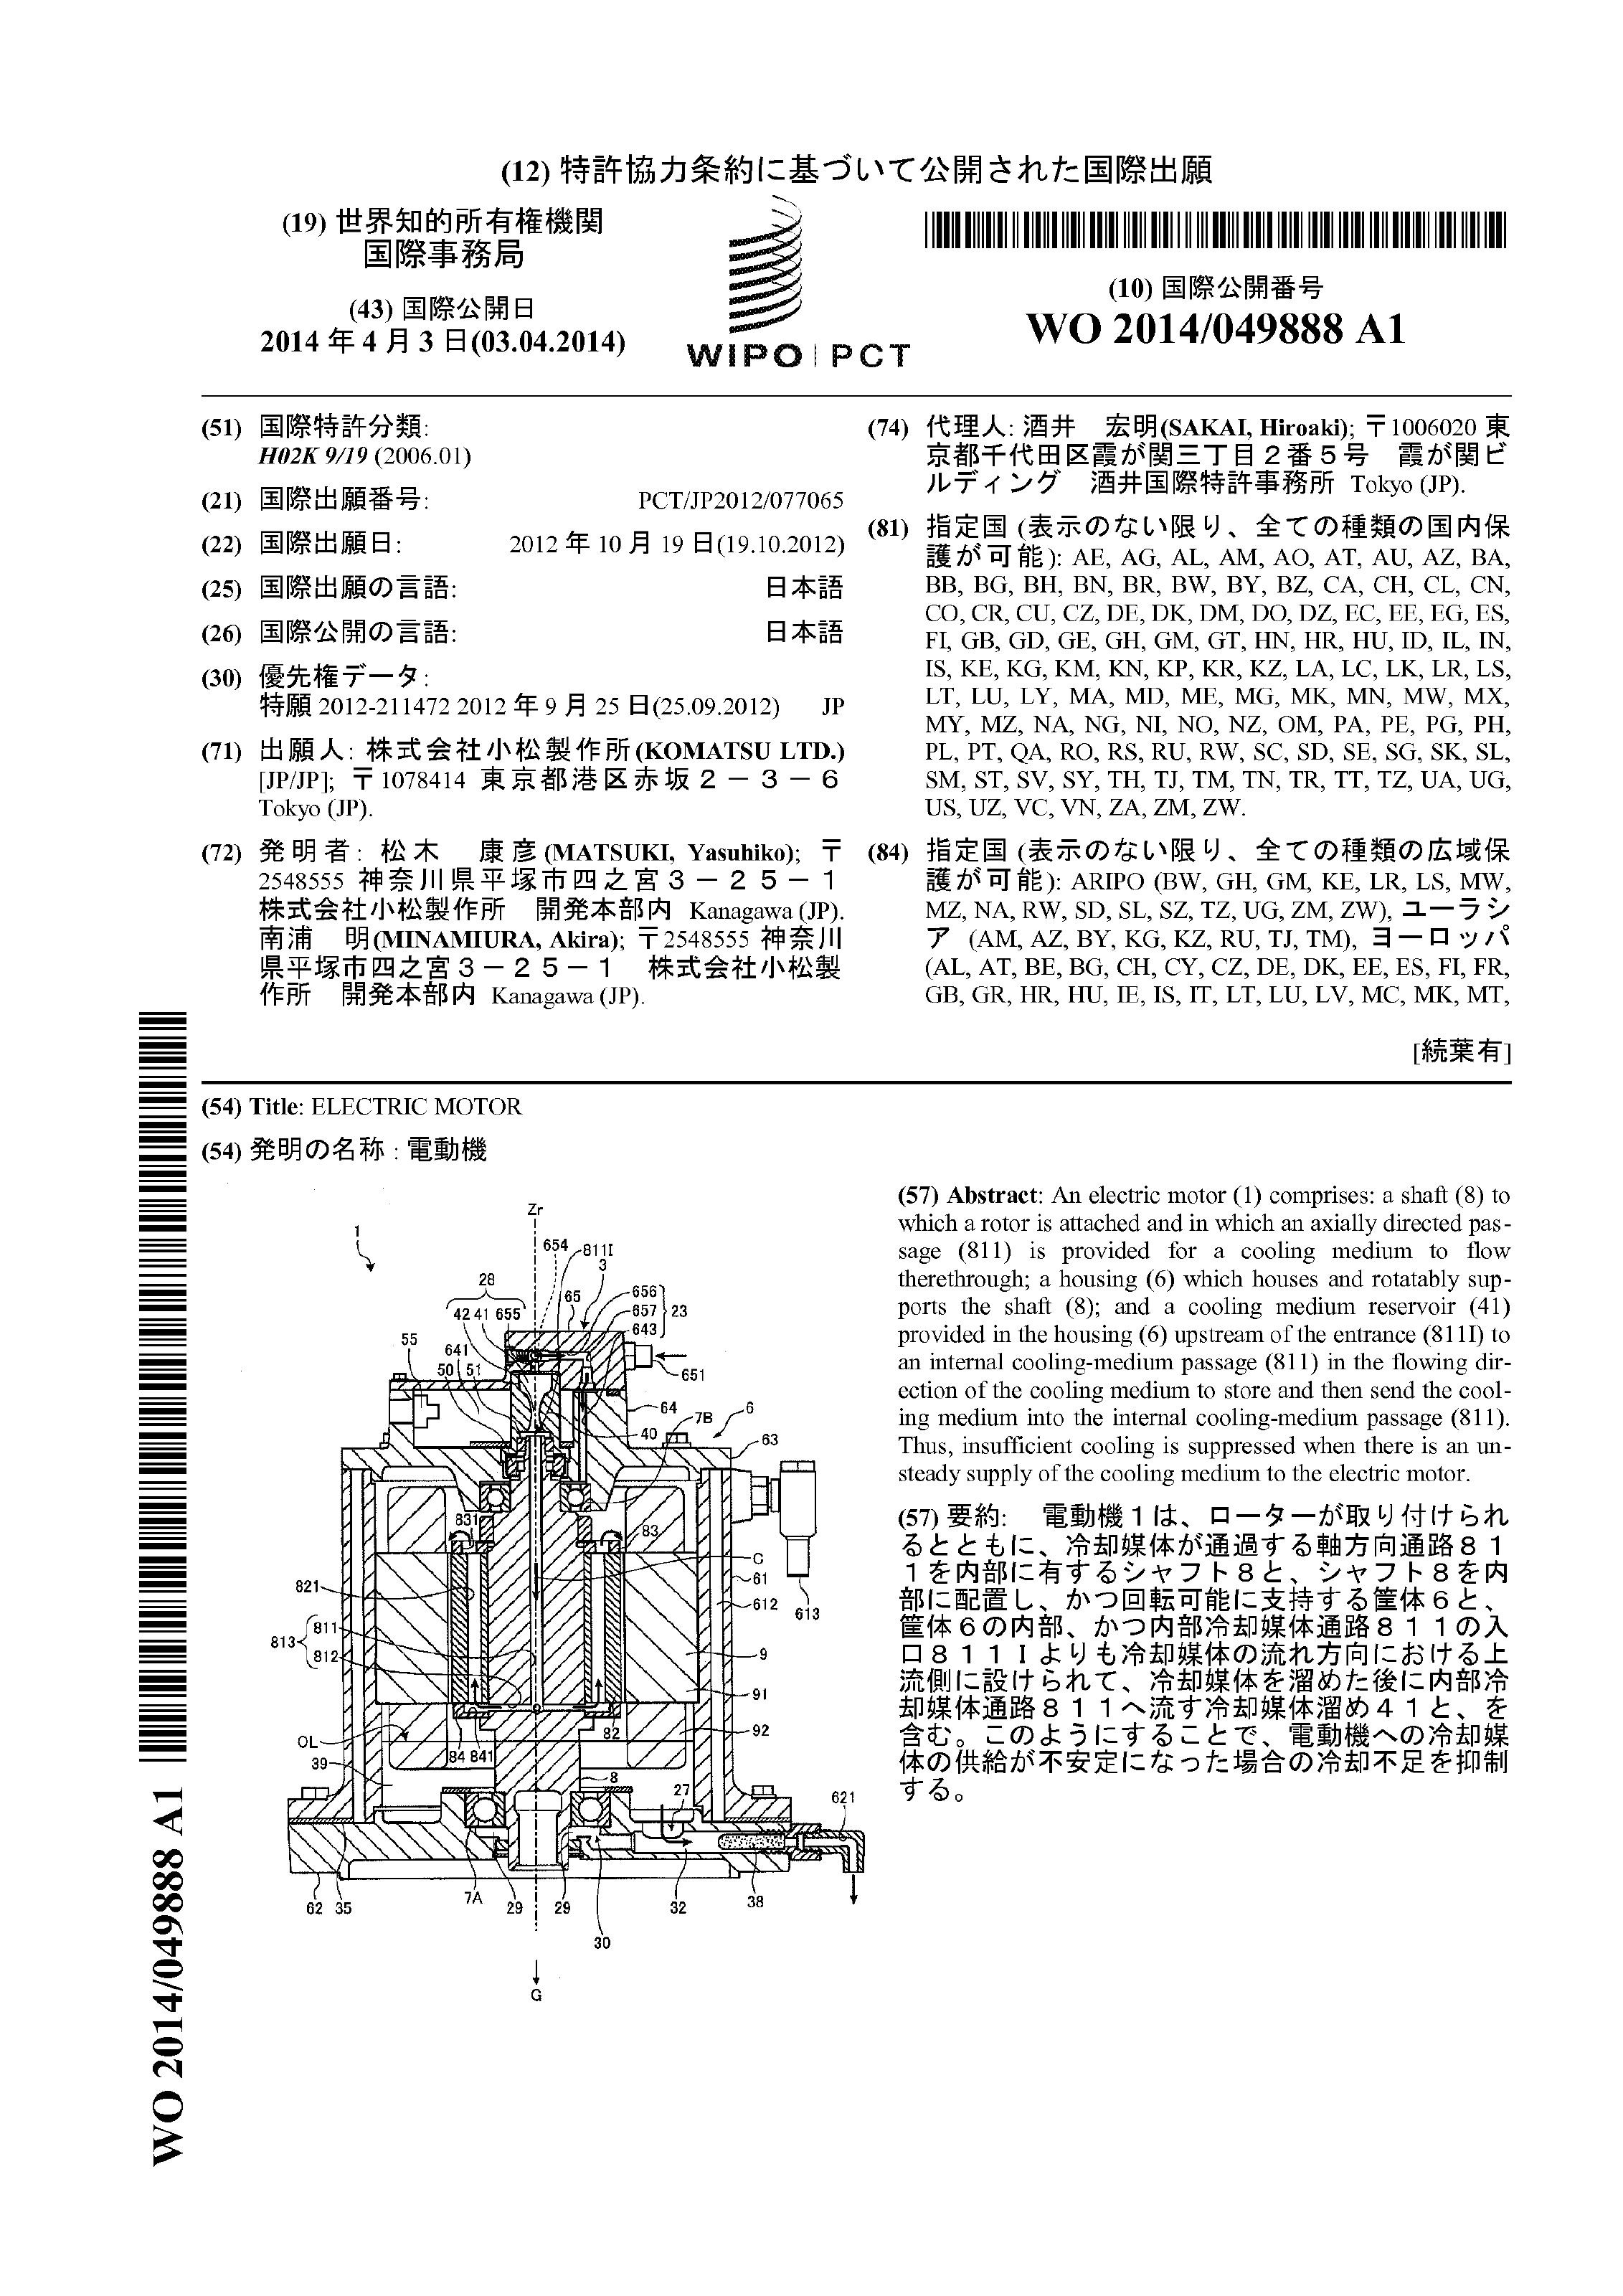 (12) 特許協力条約に基づいて公開された国際出願
(19) 世界知的所有権機関
国際事務局
(43) 国際公開日
2014 年 4 月 3 日(03.04.2014)
WIPO | PCT
(10) 国際公開番号
WO 2014/049888 A1
(51) 国際特許分類:
H02K 9/19 (2006.01)
(21) 国際出願番号: PCT/JP2012/077065
(22) 国際出願日: 2012 年 10 月 19 日(19.10.2012)
(25) 国際出願の言語: 日本語
(26) 国際公開の言語: 日本語
(30) 優先権データ:
特願 2012-211472 2012 年 9 月 25 日(25.09.2012) JP
(71) 出願人: 株式会社小松製作所(KOMATSU LTD.)
[JP/JP]; 〒1078414 東京都港区赤坂２－３－６
Tokyo (JP).
(72) 発明者: 松木 康彦(MATSUKI, Yasuhiko); 〒
2548555 神奈川県平塚市四之宮３－２５－１
株式会社小松製作所 開発本部内 Kanagawa (JP).
南浦 明(MINAMIURA, Akira); 〒2548555 神奈川
県平塚市四之宮３－２５－１ 株式会社小松製
作所 開発本部内 Kanagawa (JP).
(74) 代理人: 酒井 宏明(SAKAI, Hiroaki); 〒1006020 東
京都千代田区霞が関三丁目２番５号 霞が関ビ
ルディング 酒井国際特許事務所 Tokyo (JP).
(81) 指定国 (表示のない限り、全ての種類の国内保
護が可能): AE, AG, AL, AM, AO, AT, AU, AZ, BA,
BB, BG, BH, BN, BR, BW, BY, BZ, CA, CH, CL, CN,
CO, CR, CU, CZ, DE, DK, DM, DO, DZ, EC, EE, EG, ES,
FI, GB, GD, GE, GH, GM, GT, HN, HR, HU, ID, IL, IN,
IS, KE, KG, KM, KN, KP, KR, KZ, LA, LC, LK, LR, LS,
LT, LU, LY, MA, MD, ME, MG, MK, MN, MW, MX,
MY, MZ, NA, NG, NI, NO, NZ, OM, PA, PE, PG, PH,
PL, PT, QA, RO, RS, RU, RW, SC, SD, SE, SG, SK, SL,
SM, ST, SV, SY, TH, TJ, TM, TN, TR, TT, TZ, UA, UG,
US, UZ, VC, VN, ZA, ZM, ZW.
(84) 指定国 (表示のない限り、全ての種類の広域保
護が可能): ARIPO (BW, GH, GM, KE, LR, LS, MW,
MZ, NA, RW, SD, SL, SZ, TZ, UG, ZM, ZW), ユーラシ
ア (AM, AZ, BY, KG, KZ, RU, TJ, TM), ヨーロッパ
(AL, AT, BE, BG, CH, CY, CZ, DE, DK, EE, ES, FI, FR,
GB, GR, HR, HU, IE, IS, IT, LT, LU, LV, MC, MK, MT,
[続葉有]
(54) Title: ELECTRIC MOTOR
(54) 発明の名称 : 電動機
(57) Abstract: An electric motor (1) comprises: a shaft (8) to
which a rotor is attached and in which an axially directed pas-
sage (811) is provided for a cooling medium to flow
therethrough; a housing (6) which houses and rotatably sup-
ports the shaft (8); and a cooling medium reservoir (41)
provided in the housing (6) upstream of the entrance (811I) to
an internal cooling-medium passage (811) in the flowing dir-
ection of the cooling medium to store and then send the cool-
ing medium into the internal cooling-medium passage (811).
Thus, insufficient cooling is suppressed when there is an un-
steady supply of the cooling medium to the electric motor.
(57) 要約: 電動機１は、ローターが取り付けられ
るとともに、冷却媒体が通過する軸方向通路８１
１を内部に有するシャフト８と、シャフト８を内
部に配置し、かつ回転可能に支持する筐体６と、
筐体６の内部、かつ内部冷却媒体通路８１１の入
口８１１Ｉよりも冷却媒体の流れ方向における上
流側に設けられて、冷却媒体を溜めた後に内部冷
却媒体通路８１１へ流す冷却媒体溜め４１と、を
含む。このようにすることで、電動機への冷却媒
体の供給が不安定になった場合の冷却不足を抑制
する。
1
Zr
654
811I
3
28
65
656
657
23
643
42 41 655
55
641
50 51
651
64
7B
6
40
63
831
83
C
61
821
612
613
811
813
812
9
91
OL
92
84 841
82
39
8
27
621
7A
29
29
32
38
62 35
30
G
WO 2014/049888 A1